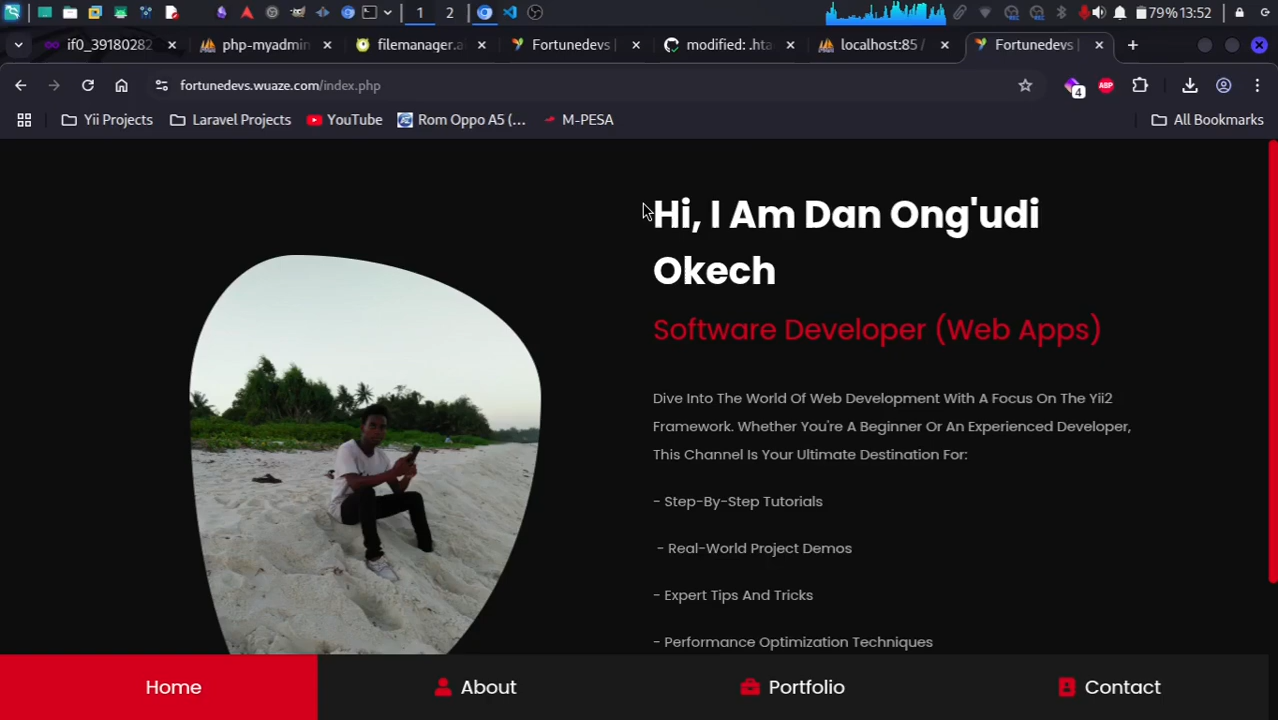 1 2 79% 13:52
if0_39180282 php-myadmin filemanager.a Fortunedevs | modified: .hta localhost:85 / Fortunedevs |
fortunedevs.wuaze.com/index.php
4 ABP
Yii Projects Laravel Projects YouTube Rom Oppo A5 (... M-PESA All Bookmarks
Hi, I Am Dan Ong'udi
Okech
Software Developer (Web Apps)
Dive Into The World Of Web Development With A Focus On The Yii2
Framework. Whether You're A Beginner Or An Experienced Developer,
This Channel Is Your Ultimate Destination For:
- Step-By-Step Tutorials
- Real-World Project Demos
- Expert Tips And Tricks
- Performance Optimization Techniques
Home About Portfolio Contact